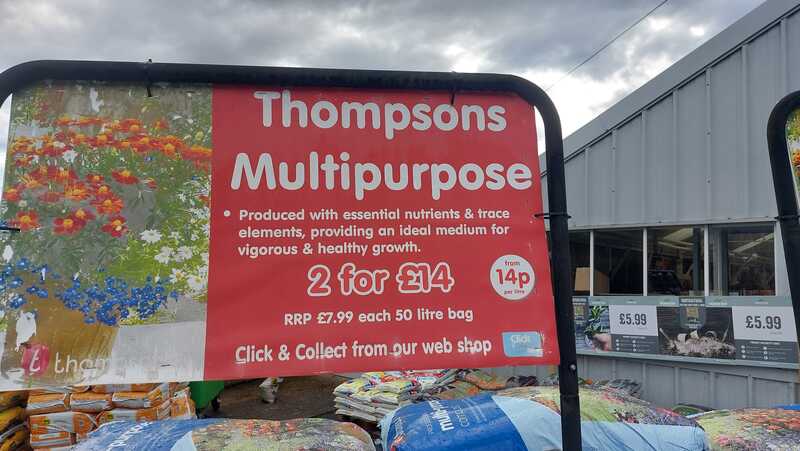 Thompsons
Multipurpose
• Produced with essential nutrients & trace
elements, providing an ideal medium for
vigorous & healthy growth.
2 for £14
from
14p
per litre
RRP £7.99 each 50 litre bag
Click & Collect from our web shop
Click
t thom
£5.99
£5.99